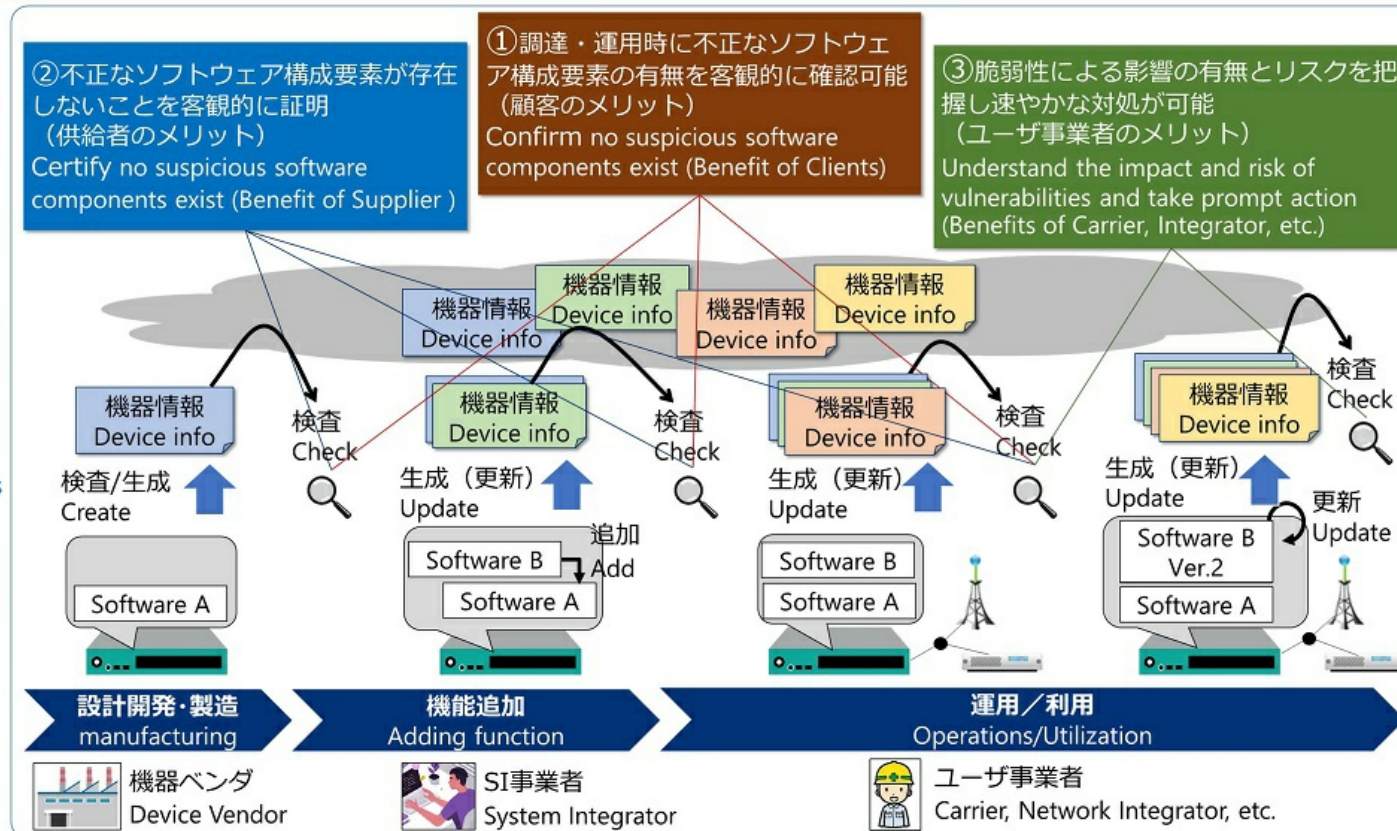 ②不正なソフトウェア構成要素が存在
しないことを客観的に証明
（供給者のメリット）
Certify no suspicious software
components exist (Benefit of Supplier )
①調達・運用時に不正なソフトウェ
ア構成要素の有無を客観的に確認可能
（顧客のメリット）
Confirm no suspicious software
components exist (Benefit of Clients)
③脆弱性による影響の有無とリスクを把
握し速やかな対処が可能
（ユーザ事業者のメリット）
Understand the impact and risk of
vulnerabilities and take prompt action
(Benefits of Carrier, Integrator, etc.)
機器情報
Device info
機器情報
Device info
機器情報
Device info
機器情報
Device info
機器情報
Device info
検査
Check
検査/生成
Create
Software A
機器情報
Device info
検査
Check
生成（更新）
Update
追加
Add
Software B
Software A
機器情報
Device info
検査
Check
生成（更新）
Update
Software B
Software A
機器情報
Device info
検査
Check
生成（更新）
Update
更新
Update
Software B
Ver.2
Software A
設計開発･製造
manufacturing
機能追加
Adding function
運用／利用
Operations/Utilization
機器ベンダ
Device Vendor
SI事業者
System Integrator
ユーザ事業者
Carrier, Network Integrator, etc.